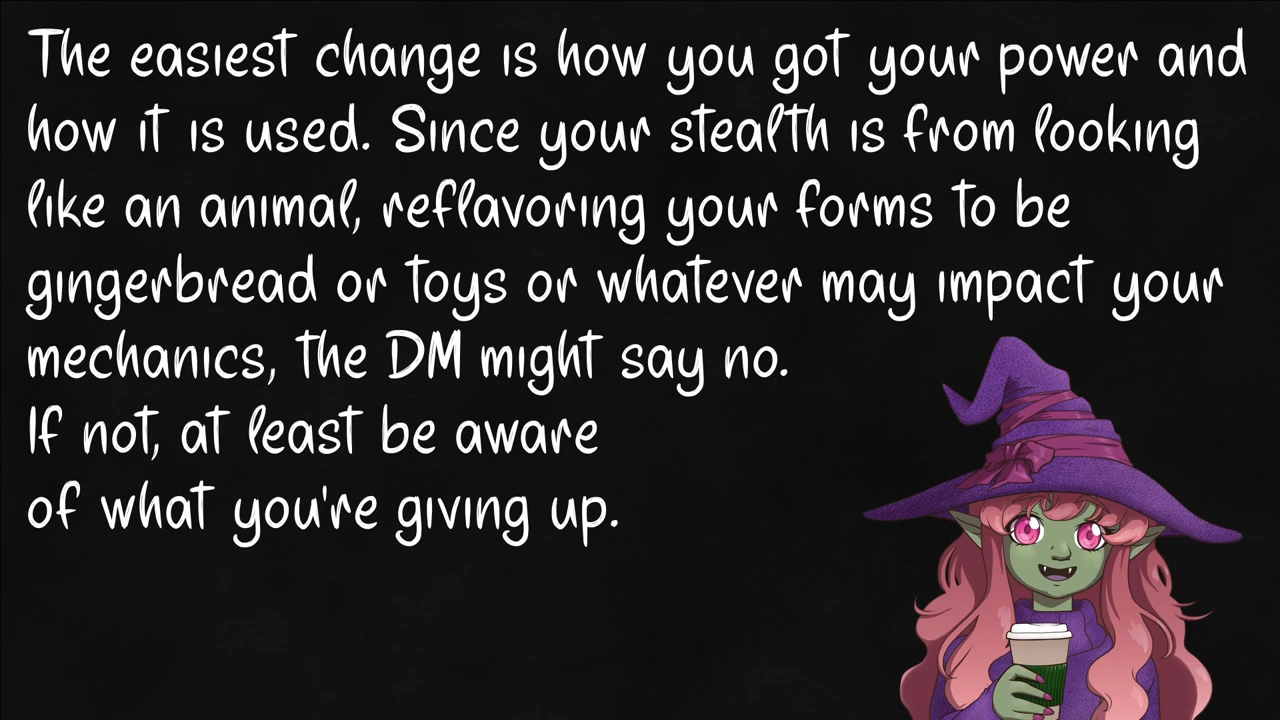 The easiest change is how you got your power and
how it is used. Since your stealth is from looking
like an animal, reflavoring your forms to be
gingerbread or toys or whatever may impact your
mechanics, the DM might say no.
If not, at least be aware
of what you're giving up.